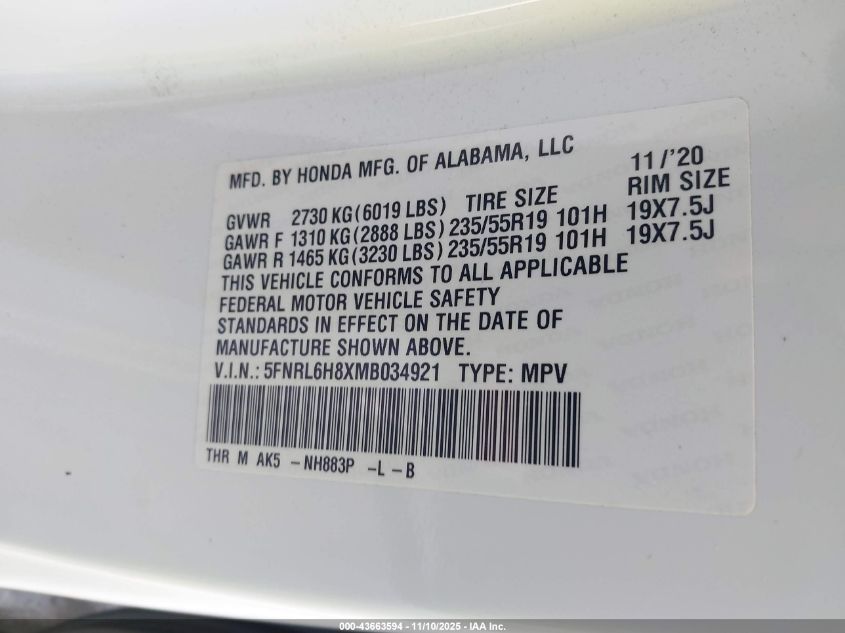 MFD. BY HONDA MFG. OF ALABAMA, LLC 11/'20
RIM SIZE
GVWR 2730 KG(6019 LBS) TIRE SIZE
GAWR F 1310 KG(2888 LBS) 235/55R19 101H 19X7.5J
GAWR R 1465 KG(3230 LBS) 235/55R19 101H 19X7.5J
THIS VEHICLE CONFORMS TO ALL APPLICABLE
FEDERAL MOTOR VEHICLE SAFETY
STANDARDS IN EFFECT ON THE DATE OF
MANUFACTURE SHOWN ABOVE.
V.I.N.: 5FNRL6H8XMB034921 TYPE: MPV
THR M AK5 -NH883P -L -B
000-43663594 - 11/10/2025 - IAA Inc.